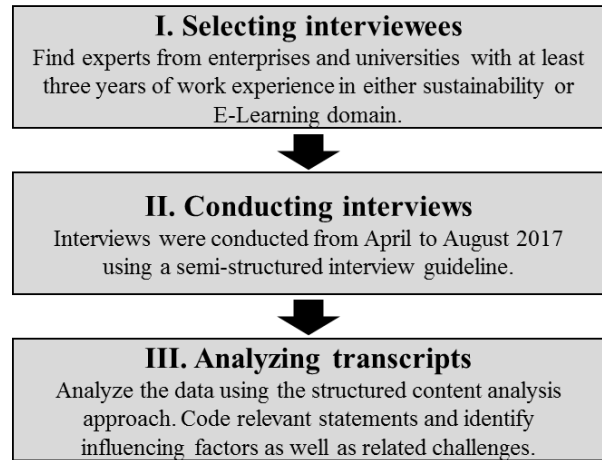 I. Selecting interviewees
Find experts from enterprises and universities with at least
three years of work experience in either sustainability or
E-Learning domain.
II. Conducting interviews
Interviews were conducted from April to August 2017
using a semi-structured interview guideline.
III. Analyzing transcripts
Analyze the data using the structured content analysis
approach. Code relevant statements and identify
influencing factors as well as related challenges.